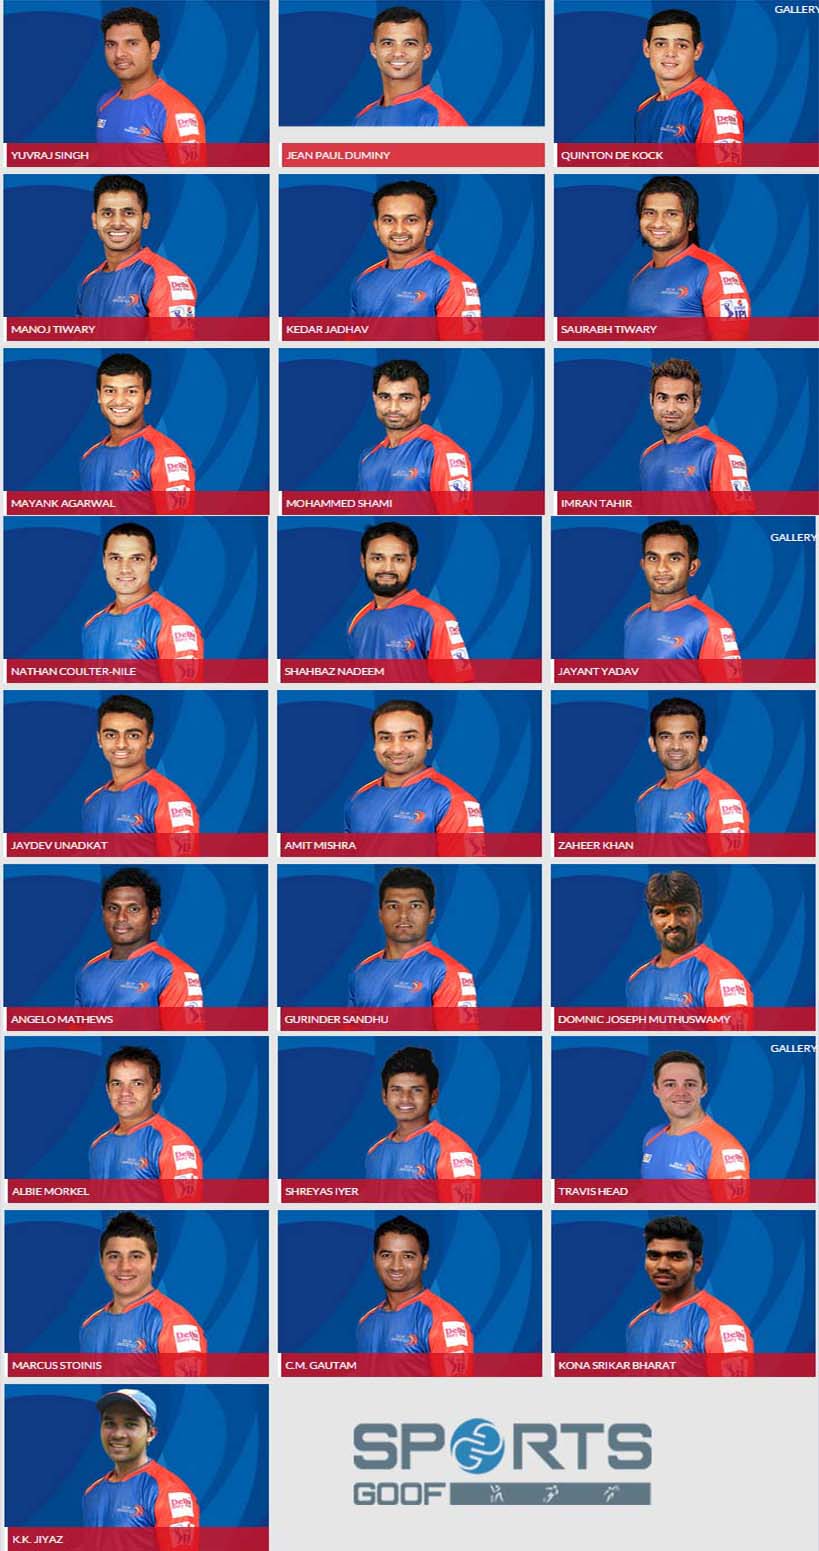 GALLERY
YUVRAJ SINGH
JEAN PAUL DUMINY
QUINTON DE KOCK
MANOJ TIWARY
KEDAR JADHAV
SAURABH TIWARY
MAYANK AGARWAL
MOHAMMED SHAMI
IMRAN TAHIR
GALLERY
NATHAN COULTER-NILE
SHAHBAZ NADEEM
JAYANT YADAV
JAYDEV UNADKAT
AMIT MISHRA
ZAHEER KHAN
ANGELO MATHEWS
GURINDER SANDHU
DOMNIC JOSEPH MUTHUSWAMY
GALLERY
ALBIE MORKEL
SHREYAS IYER
TRAVIS HEAD
MARCUS STOINIS
C.M. GAUTAM
KONA SRIKAR BHARAT
K.K. JIYAZ
SPORTS
GOOF